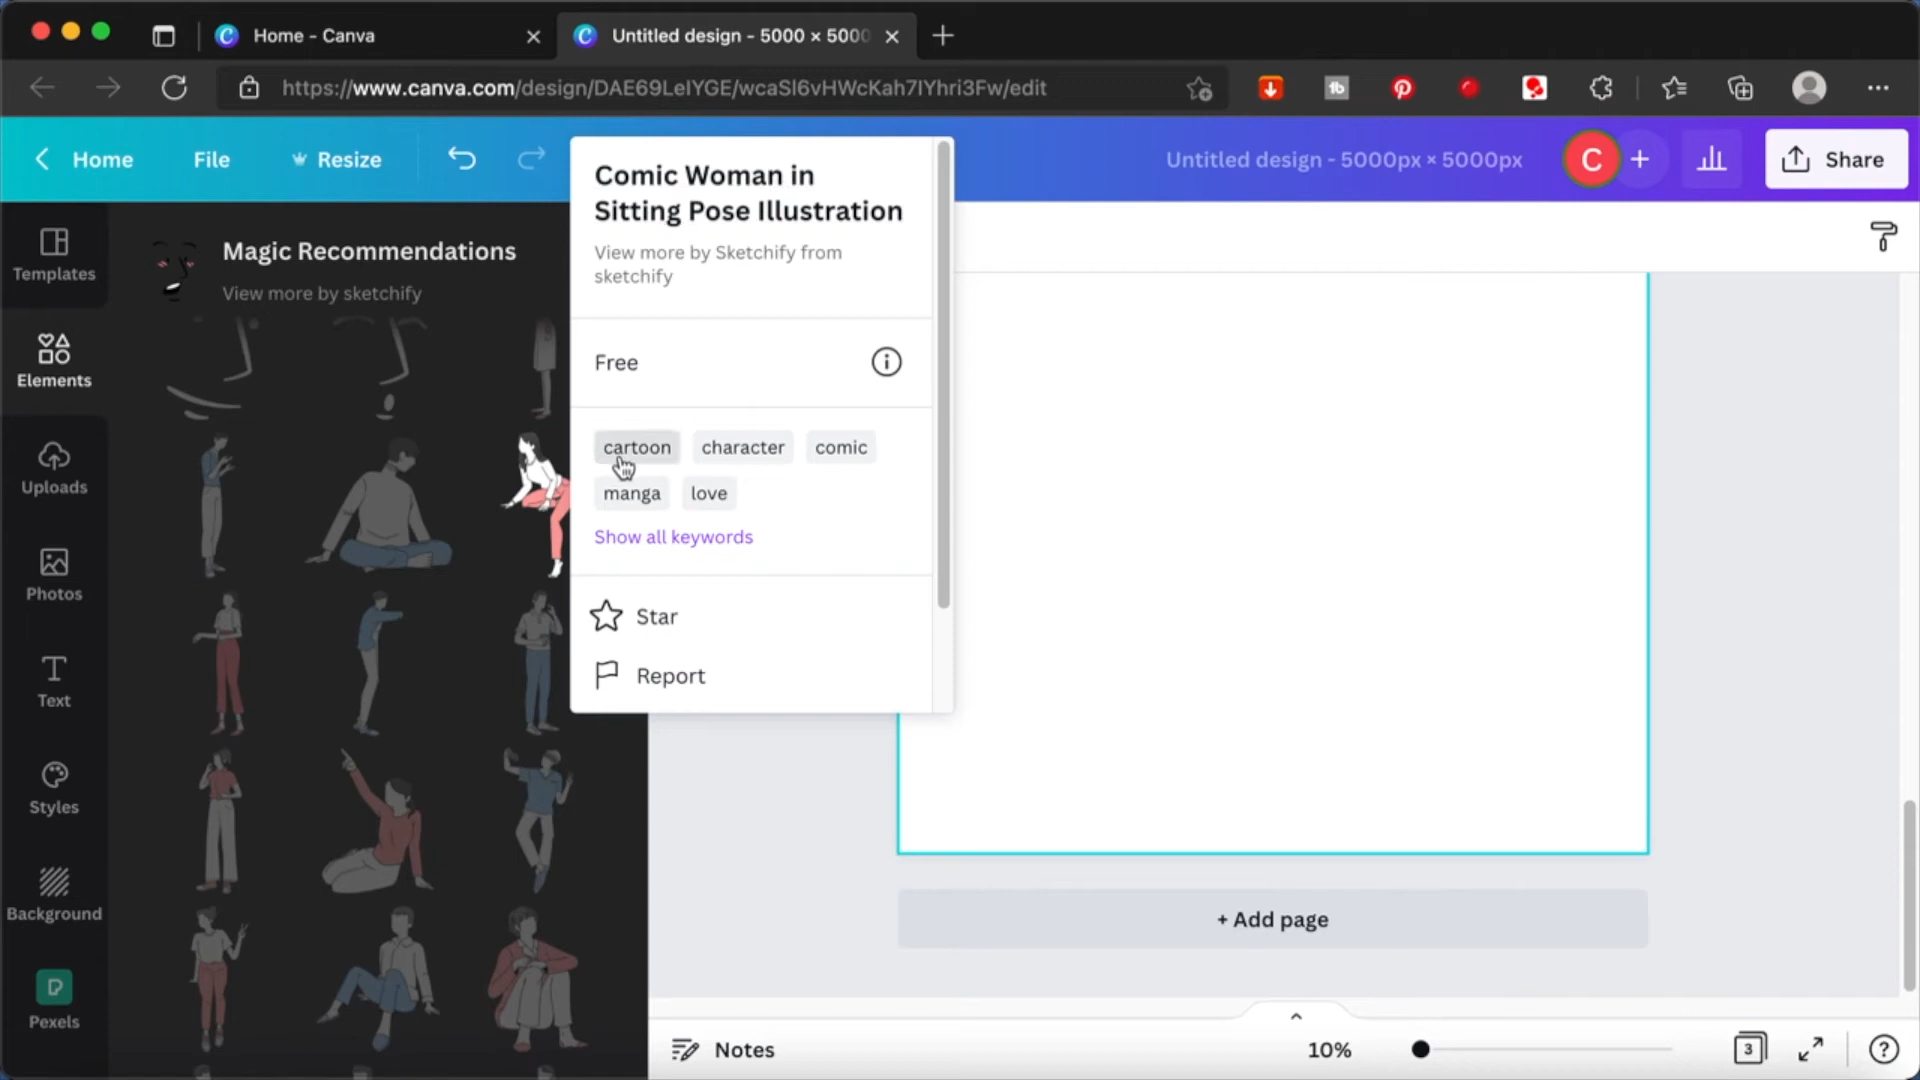 Home - Canva
Untitled design - 5000 × 5000
https://www.canva.com/design/DAE69LeIYGE/wcaSl6vHWcKah7IYhri3Fw/edit
Home
File
Resize
Untitled design - 5000px × 5000px
C
Share
Templates
Elements
Uploads
Photos
Text
Styles
Background
Pexels
Magic Recommendations
View more by sketchify
Comic Woman in
Sitting Pose Illustration
View more by Sketchify from
sketchify
Free
cartoon character comic
manga love
Show all keywords
Star
Report
+ Add page
Notes
10%
3